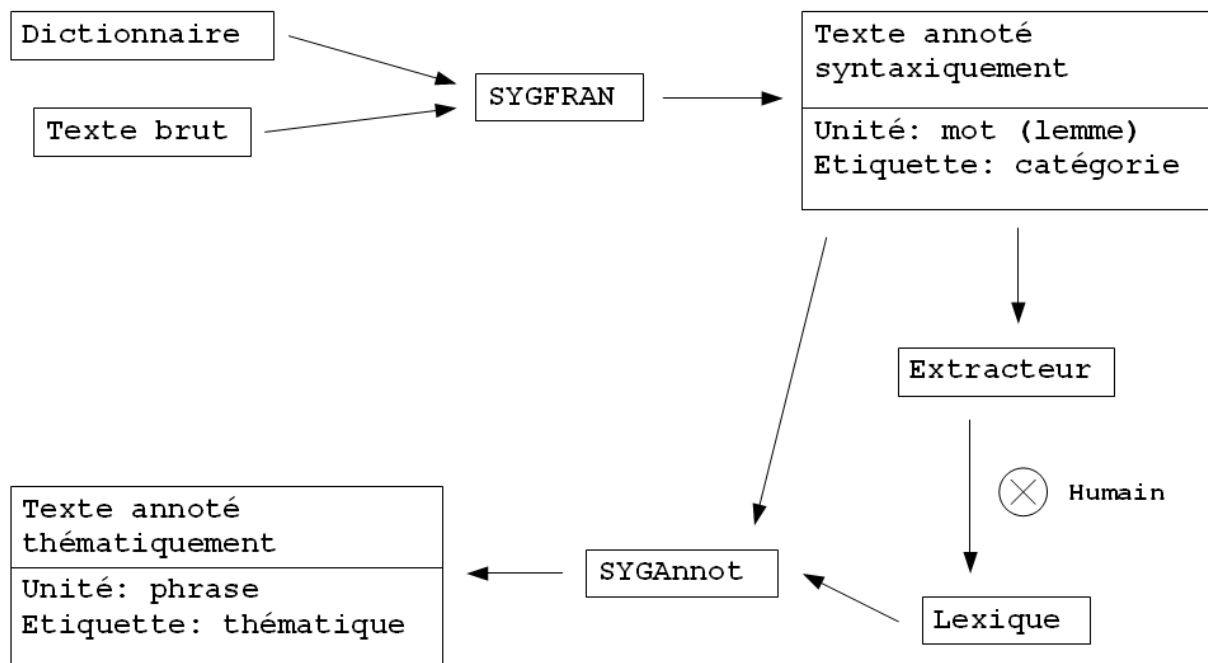 Dictionnaire
Texte brut
SYGFRAN
Texte annoté
syntaxiquement
Unité: mot (lemme)
Etiquette: catégorie
Extracteur
Humain
Lexique
SYGAnnot
Texte annoté
thématiquement
Unité: phrase
Etiquette: thématique